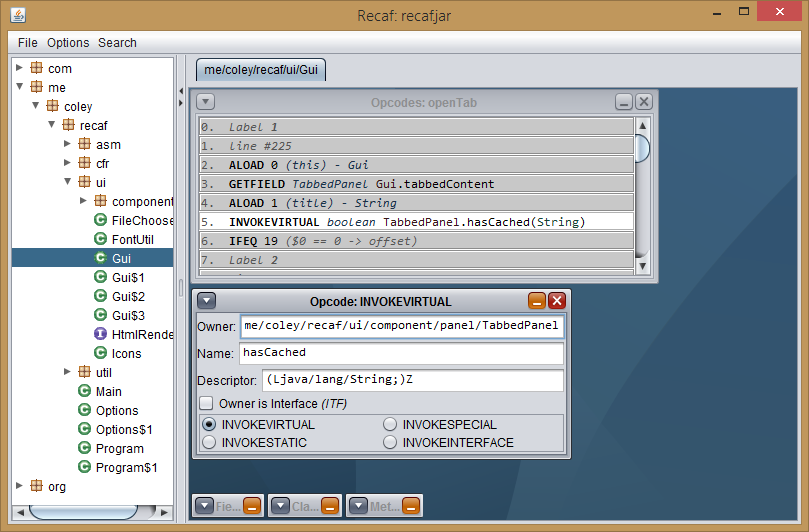 Recaf: recaf.jar
File Options Search
com
me
coley
recaf
asm
cfr
ui
component
FileChoose
FontUtil
Gui
Gui$1
Gui$2
Gui$3
HtmlRende
Icons
util
Main
Options
Options$1
Program
Program$1
org
me/coley/recaf/ui/Gui
Opcodes: openTab
0. Label 1
1. line #225
2. ALOAD 0 (this) - Gui
3. GETFIELD TabbedPanel Gui.tabbedContent
4. ALOAD 1 (title) - String
5. INVOKEVIRTUAL boolean TabbedPanel.hasCached(String)
6. IFEQ 19 ($0 == 0 -> offset)
7. Label 2
Opcode: INVOKEVIRTUAL
Owner: me/coley/recaf/ui/component/panel/TabbedPanel
Name: hasCached
Descriptor: (Ljava/lang/String;)Z
Owner is Interface (ITF)
INVOKEVIRTUAL INVOKESPECIAL
INVOKESTATIC INVOKEINTERFACE
Fie... Cla... Met...